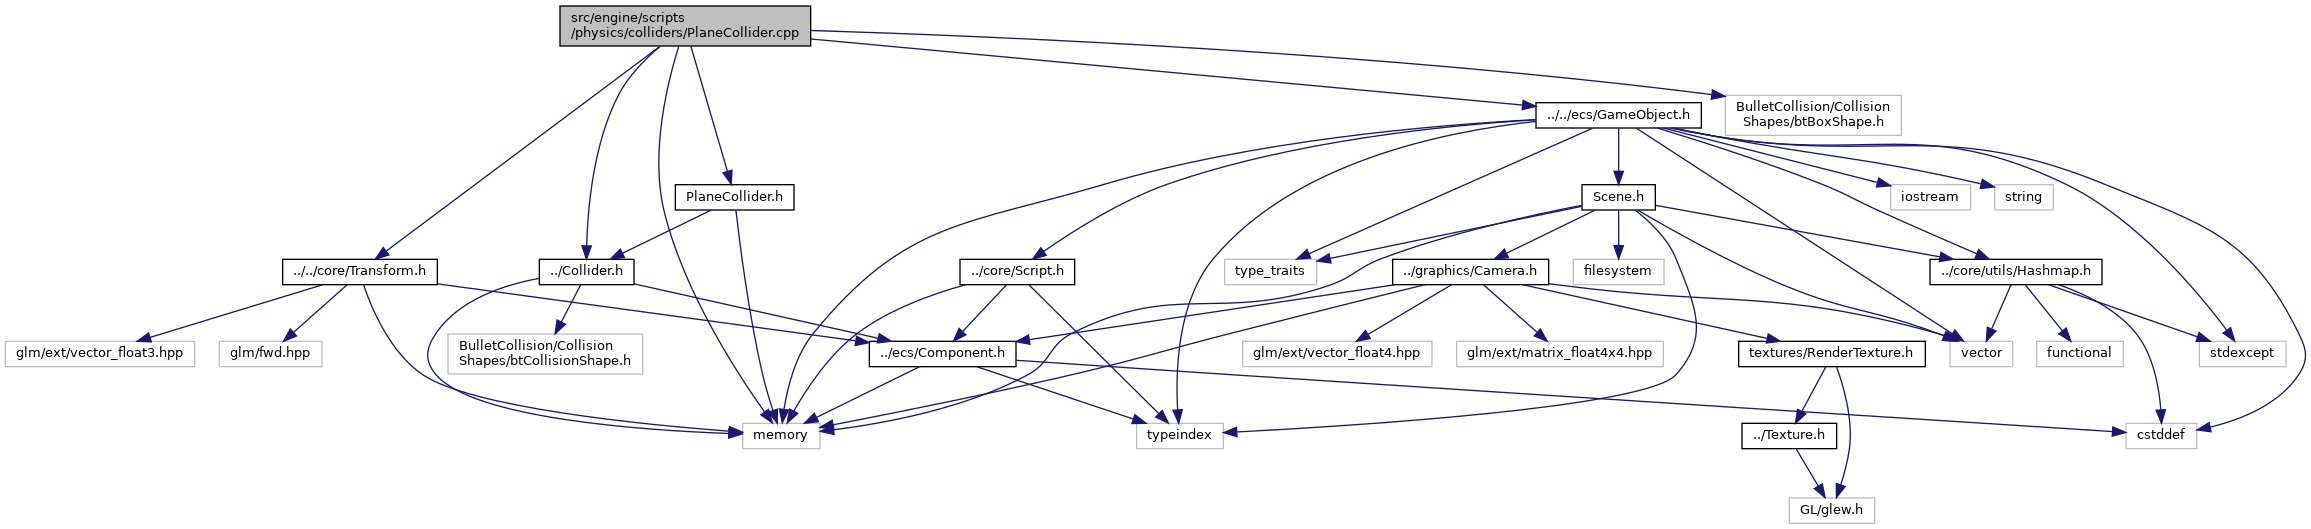 src/engine/scripts
/physics/colliders/PlaneCollider.cpp
../../ecs/GameObject.h
BulletCollision/Collision
Shapes/btBoxShape.h
PlaneCollider.h
Scene.h
iostream
string
../../core/Transform.h
../Collider.h
../core/Script.h
type_traits
../graphics/Camera.h
filesystem
../core/utils/Hashmap.h
glm/ext/vector_float3.hpp
glm/fwd.hpp
BulletCollision/Collision
Shapes/btCollisionShape.h
../ecs/Component.h
glm/ext/vector_float4.hpp
glm/ext/matrix_float4x4.hpp
textures/RenderTexture.h
vector
functional
stdexcept
memory
typeindex
../Texture.h
cstddef
GL/glew.h